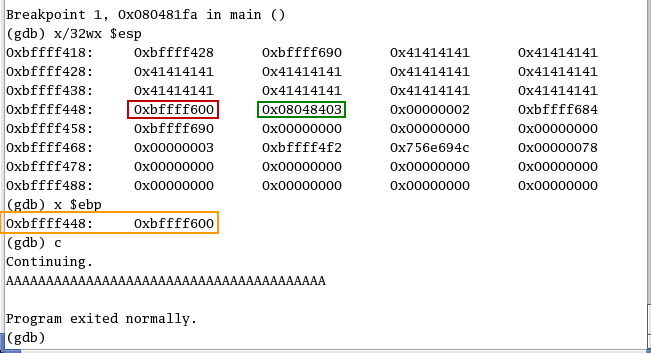 Breakpoint 1, 0x080481fa in main ()
(gdb) x/32wx $esp
0xbffff418: 0xbffff428 0xbffff690 0x41414141 0x41414141
0xbffff428: 0x41414141 0x41414141 0x41414141 0x41414141
0xbffff438: 0x41414141 0x41414141 0x41414141 0x41414141
0xbffff448: 0xbffff600 0x08048403 0x00000002 0xbffff684
0xbffff458: 0xbffff690 0x00000000 0x00000000 0x00000000
0xbffff468: 0x00000003 0xbffff4f2 0x756e694c 0x00000078
0xbffff478: 0x00000000 0x00000000 0x00000000 0x00000000
0xbffff488: 0x00000000 0x00000000 0x00000000 0x00000000
(gdb) x $ebp
0xbffff448: 0xbffff600
(gdb) c
Continuing.
AAAAAAAAAAAAAAAAAAAAAAAAAAAAAAAAAAAAAAAA
Program exited normally.
(gdb)